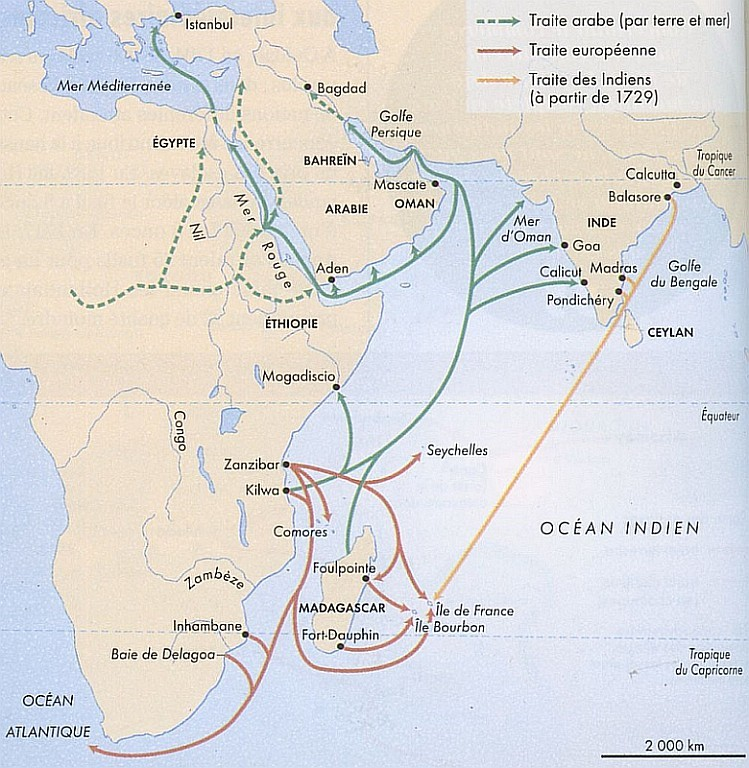 Istanbul
Traite arabe (par terre et mer)
Traite européenne
Traite des Indiens
(à partir de 1729)
Mer Méditerranée
Bagdad
Golfe
Persique
ÉGYPTE
BAHREÏN
Mascate
OMAN
ARABIE
Tropique
du Cancer
Calcutta
Balasore
INDE
Nil
Mer Rouge
Mer
d'Oman
Goa
Calicut
Madras
Pondichéry
Golfe
du Bengale
Aden
ÉTHIOPIE
CEYLAN
Mogadiscio
Équateur
Congo
Zanzibar
Kilwa
Seychelles
Comores
OCÉAN INDIEN
Foulpointe
Zambèze
MADAGASCAR
Île de France
Île Bourbon
Inhambane
Fort-Dauphin
Baie de Delagoa
Tropique
du Capricorne
OCÉAN
ATLANTIQUE
2 000 km